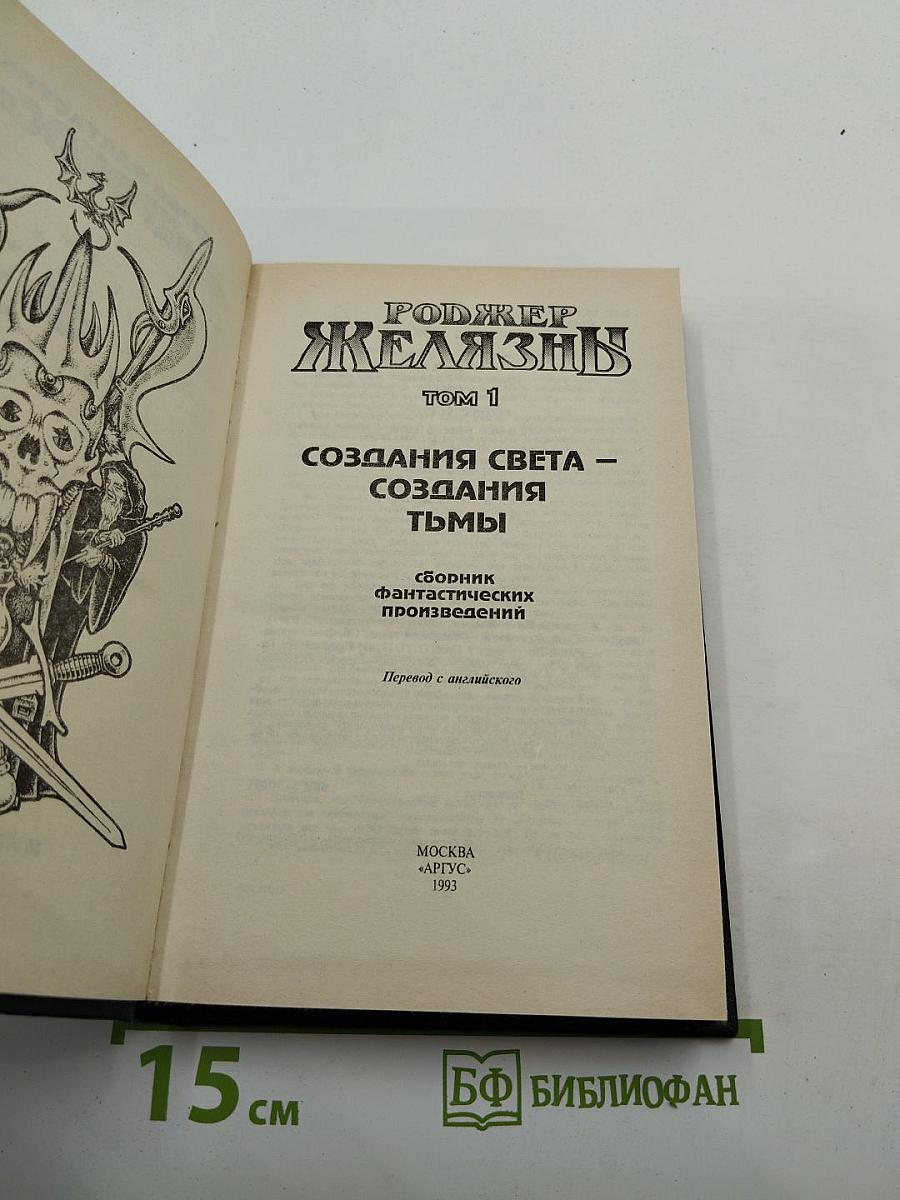 РОДЖЕР
ЖЕЛЯЗНЫ
ТОМ 1
СОЗДАНИЯ СВЕТА –
СОЗДАНИЯ
ТЬМЫ
сборник
фантастических
произведений
Перевод с английского
МОСКВА
«АРГУС»
1993
15 см
БФ БИБЛИОФАН